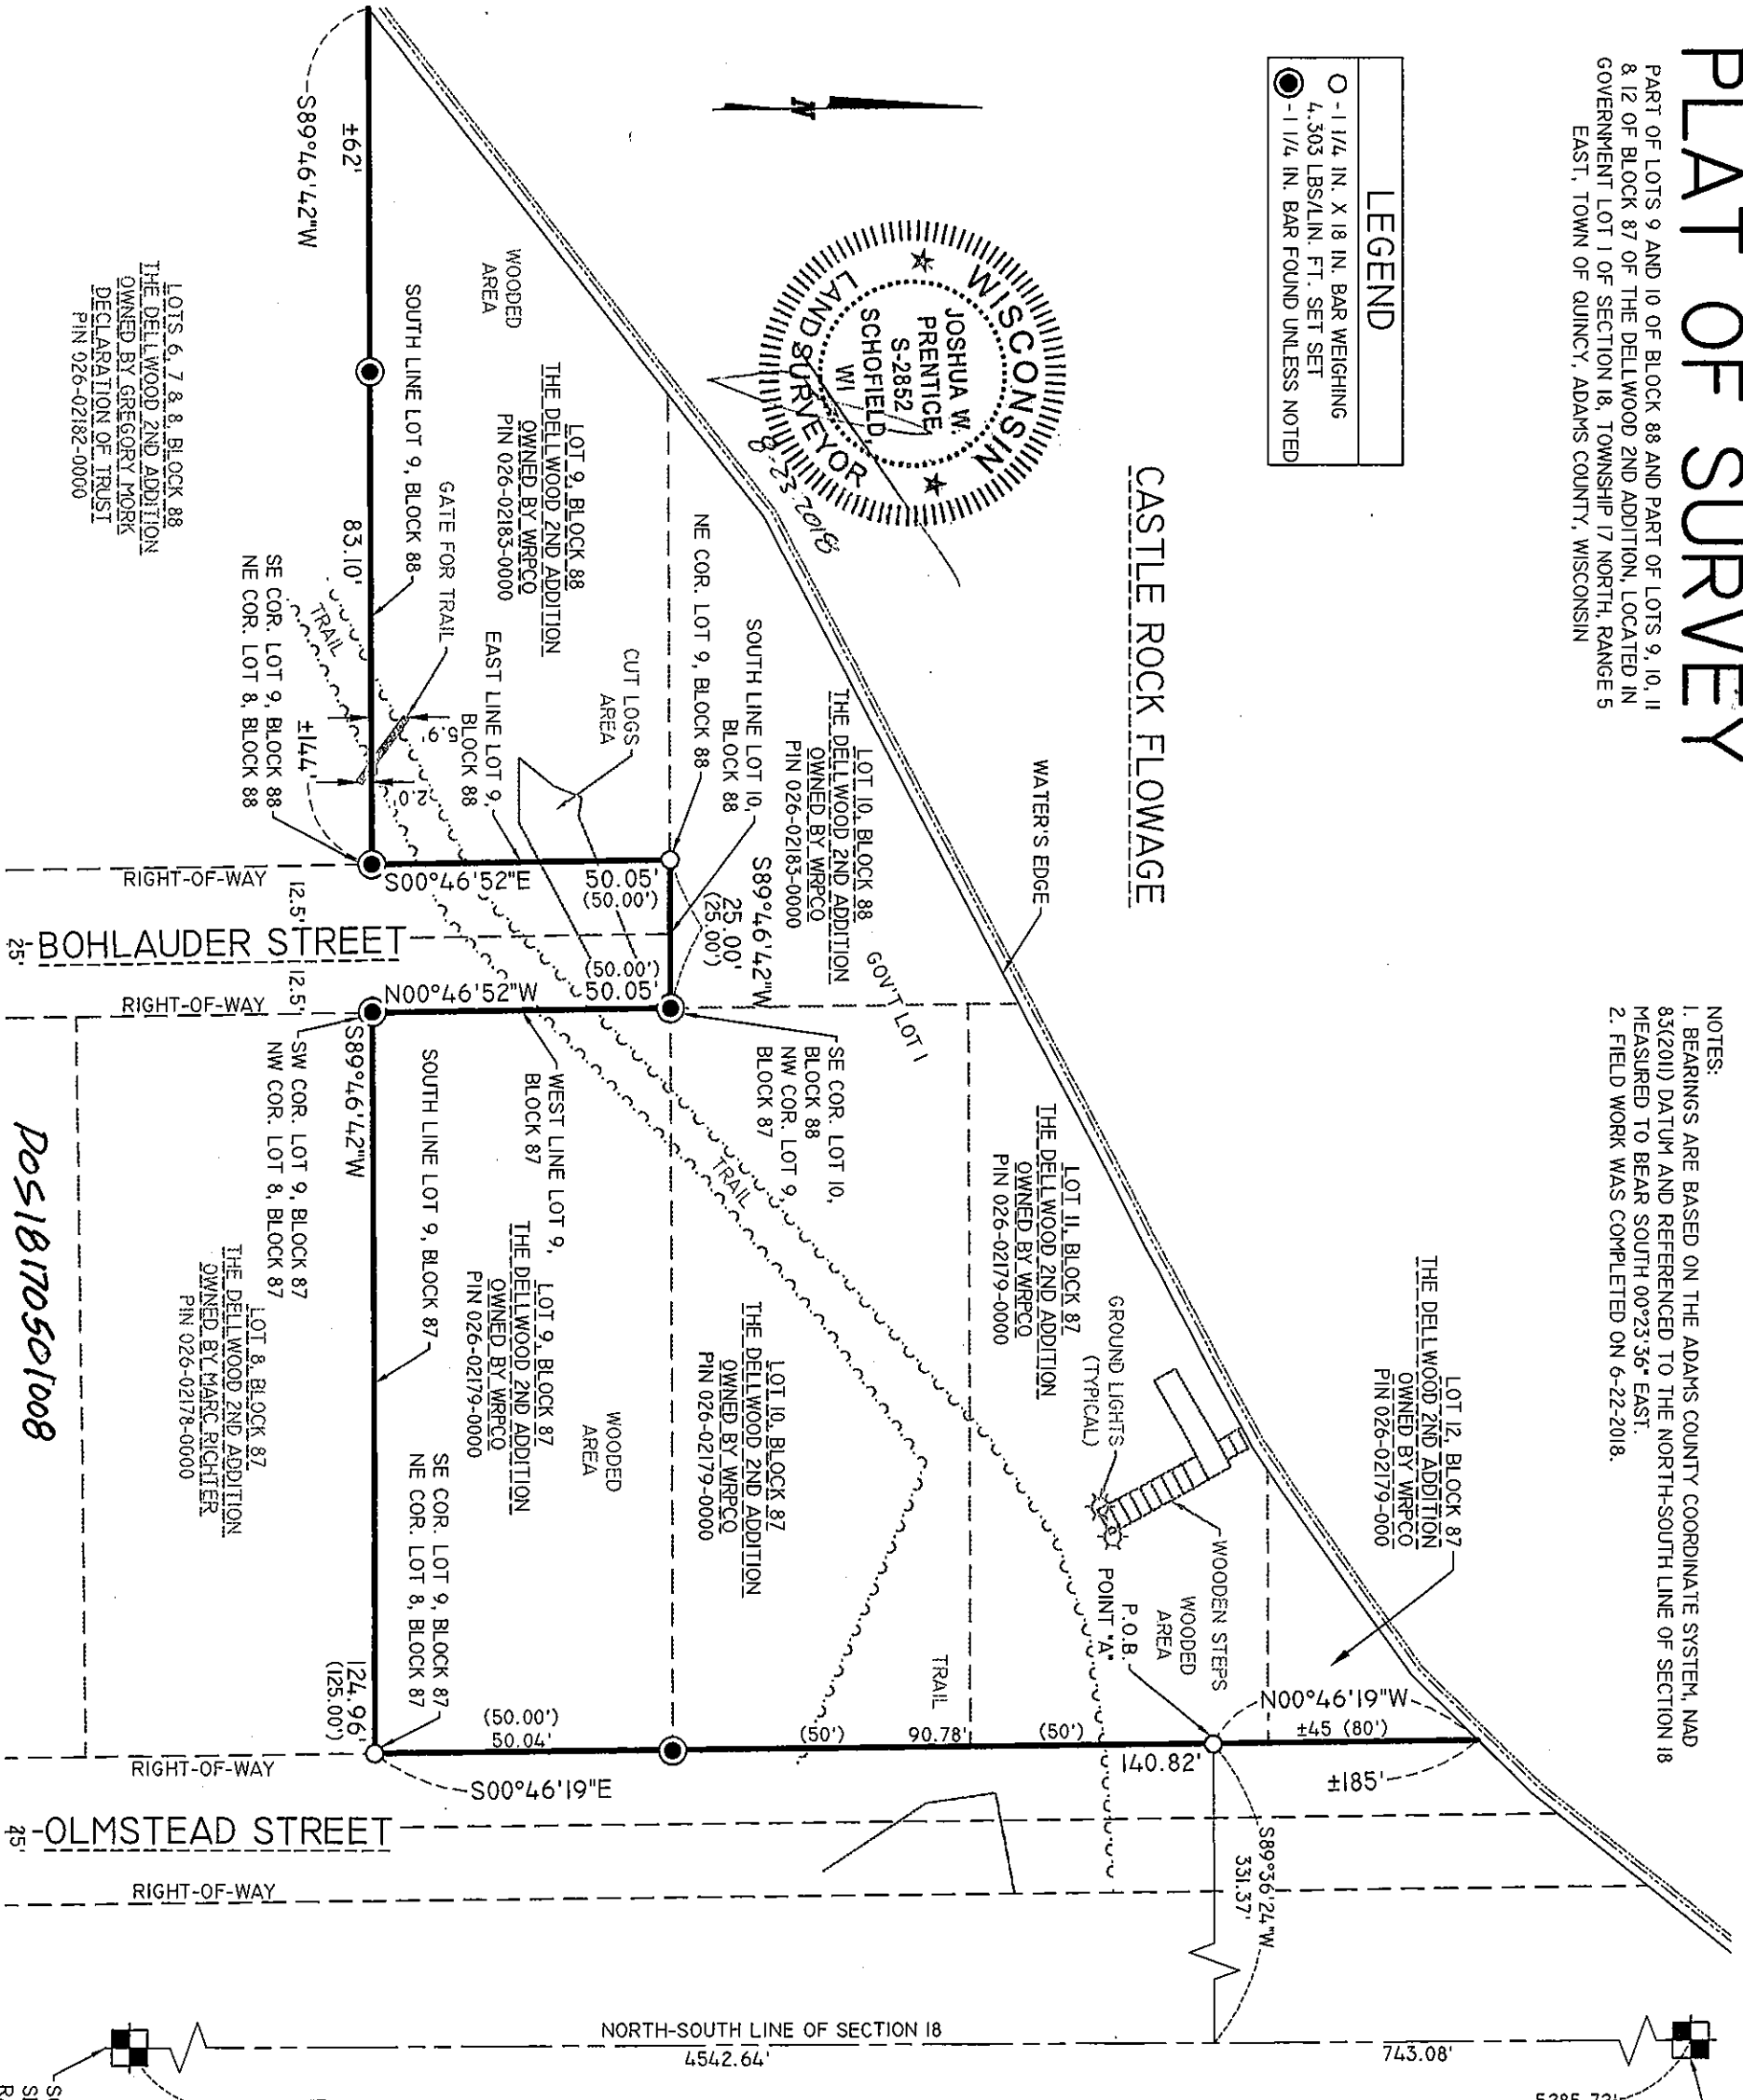 PLAT OF SURVEY
PART OF LOTS 9 AND 10 OF BLOCK 88 AND PART OF LOTS 9, 10, 11
& 12 OF BLOCK 87 OF THE DELLWOOD 2ND ADDITION, LOCATED IN
GOVERNMENT LOT 1 OF SECTION 18, TOWNSHIP 17 NORTH, RANGE 5
EAST, TOWN OF QUINCY, ADAMS COUNTY, WISCONSIN
NOTES:
1. BEARINGS ARE BASED ON THE ADAMS COUNTY COORDINATE SYSTEM, NAD
83(2011) DATUM AND REFERENCED TO THE NORTH-SOUTH LINE OF SECTION 18
MEASURED TO BEAR SOUTH 00°23'36" EAST.
2. FIELD WORK WAS COMPLETED ON 6-22-2018.
LEGEND
O - 1 1/4 IN. X 18 IN. BAR WEIGHING
4.303 LBS/LIN. FT. SET SET
- 1 1/4 IN. BAR FOUND UNLESS NOTED
N
WISCONSIN
JOSHUA W.
PRENTICE
S-2852
SCHOFIELD,
WI
LAND SURVEYOR
8-23-2018
CASTLE ROCK FLOWAGE
WATER'S EDGE
LOT 12, BLOCK 87
THE DELLWOOD 2ND ADDITION
OWNED BY WRPCO
PIN 026-02179-000
LOT 11, BLOCK 87
THE DELLWOOD 2ND ADDITION
OWNED BY WRPCO
PIN 026-02179-0000
GROUND LIGHTS
(TYPICAL)
WOODEN STEPS
WOODED
AREA
P.O.B.
POINT "A"
N00°46'19"W
±45 (80')
±185'
140.82'
S89°36'24"W
331.37'
LOT 10, BLOCK 88
THE DELLWOOD 2ND ADDITION
OWNED BY WRPCO
PIN 026-02183-0000
GOV'T LOT 1
SOUTH LINE LOT 10,
BLOCK 88
NE COR. LOT 9, BLOCK 88
S89°46'42"W
25.00'
(25.00')
SE COR. LOT 10,
BLOCK 88
NW COR. LOT 9,
BLOCK 87
LOT 10, BLOCK 87
THE DELLWOOD 2ND ADDITION
OWNED BY WRPCO
PIN 026-02179-0000
TRAIL
TRAIL
(50')
90.78'
(50')
WOODED
AREA
LOT 9, BLOCK 88
THE DELLWOOD 2ND ADDITION
OWNED BY WRPCO
PIN 026-02183-0000
CUT LOGS
AREA
EAST LINE LOT 9,
BLOCK 88
GATE FOR TRAIL
SOUTH LINE LOT 9, BLOCK 88
5.9'
2.0'
50.05'
(50.00')
S00°46'52"E
(50.00')
50.05'
N00°46'52"W
WEST LINE LOT 9,
BLOCK 87
LOT 9, BLOCK 87
THE DELLWOOD 2ND ADDITION
OWNED BY WRPCO
PIN 026-02179-0000
WOODED
AREA
SOUTH LINE LOT 9, BLOCK 87
SE COR. LOT 9, BLOCK 87
NE COR. LOT 8, BLOCK 87
(50.00')
50.04'
S00°46'19"E
±62'
S89°46'42"W
83.10'
±144'
TRAIL
SE COR. LOT 9, BLOCK 88
NE COR. LOT 8, BLOCK 88
LOTS 6, 7 & 8, BLOCK 88
THE DELLWOOD 2ND ADDITION
OWNED BY GREGORY MORK
DECLARATION OF TRUST
PIN 026-02182-0000
RIGHT-OF-WAY
12.5'
BOHLAUDER STREET
25'
12.5'
RIGHT-OF-WAY
S89°46'42"W
SW COR. LOT 9, BLOCK 87
NW COR. LOT 8, BLOCK 87
LOT 8, BLOCK 87
THE DELLWOOD 2ND ADDITION
OWNED BY MARC RICHTER
PIN 026-02178-0000
124.96'
(125.00')
RIGHT-OF-WAY
OLMSTEAD STREET
25'
RIGHT-OF-WAY
NORTH-SOUTH LINE OF SECTION 18
4542.64'
743.08'
POS18170501008